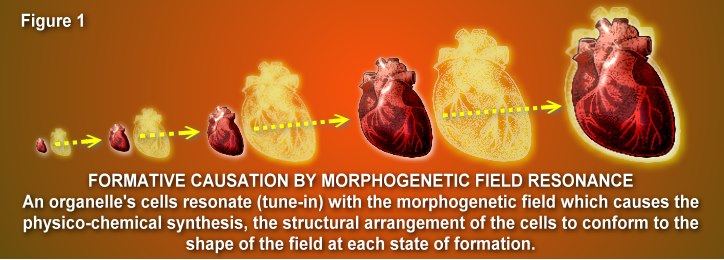 Figure 1
FORMATIVE CAUSATION BY MORPHOGENETIC FIELD RESONANCE
An organelle's cells resonate (tune-in) with the morphogenetic field which causes the
physico-chemical synthesis, the structural arrangement of the cells to conform to the
shape of the field at each state of formation.